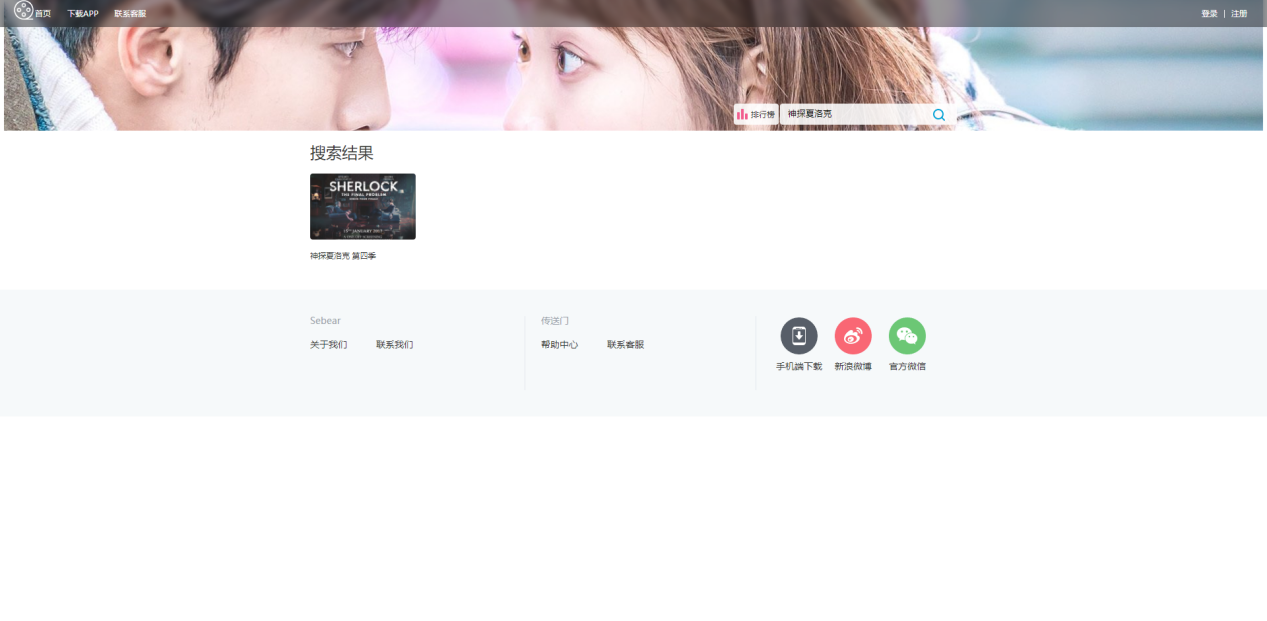 首页 下载APP 联系客服 登录 | 注册
排行榜 神探夏洛克
搜索结果
SHERLOCK
THE FINAL PROBLEM
神探夏洛克 第四季
Sebear
关于我们 联系我们
传送门
帮助中心 联系客服
手机端下载 新浪微博 官方微信